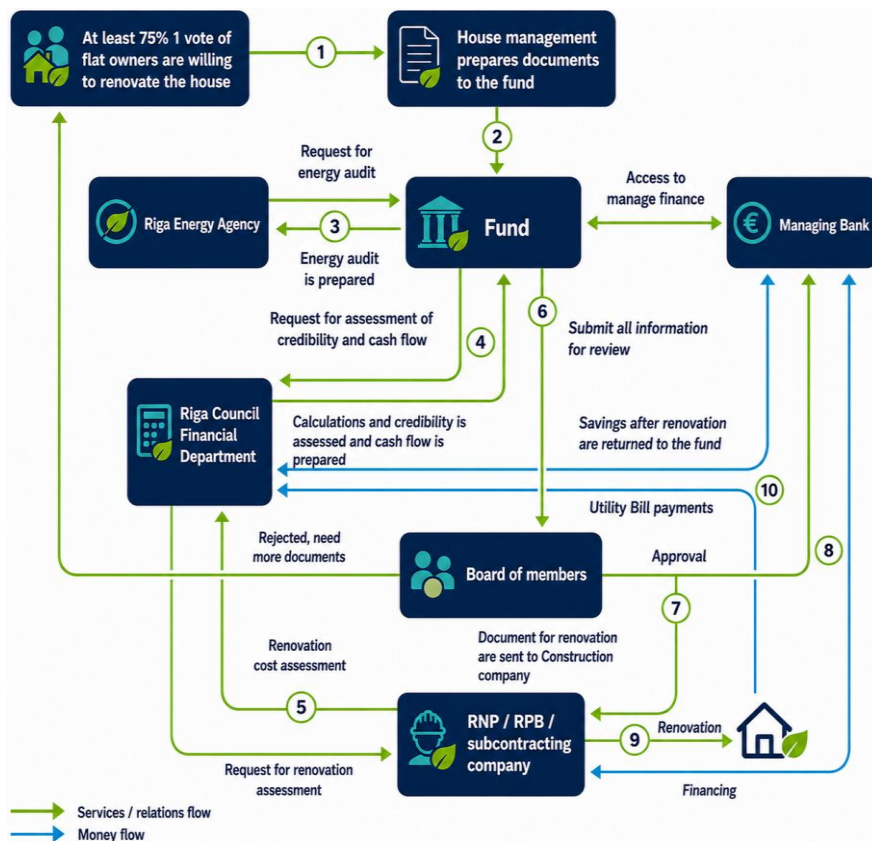 At least 75% 1 vote of
flat owners are willing
to renovate the house
1
House management
prepares documents
to the fund
2
Request for
energy audit
Riga Energy Agency
3
Energy audit
is prepared
Fund
Access to
manage finance
€
Managing Bank
Request for assessment of
credibility and cash flow
4
6
Submit all information
for review
Riga Council
Financial
Department
Calculations and credibility is
assessed and cash flow is
prepared
Savings after renovation
are returned to the fund
10
Utility Bill payments
Rejected, need
more documents
Board of members
Approval
8
7
Document for renovation
are sent to Construction
company
Renovation
cost assessment
5
RNP / RPB /
subcontracting
company
9
Renovation
Request for renovation
assessment
Financing
Services / relations flow
Money flow